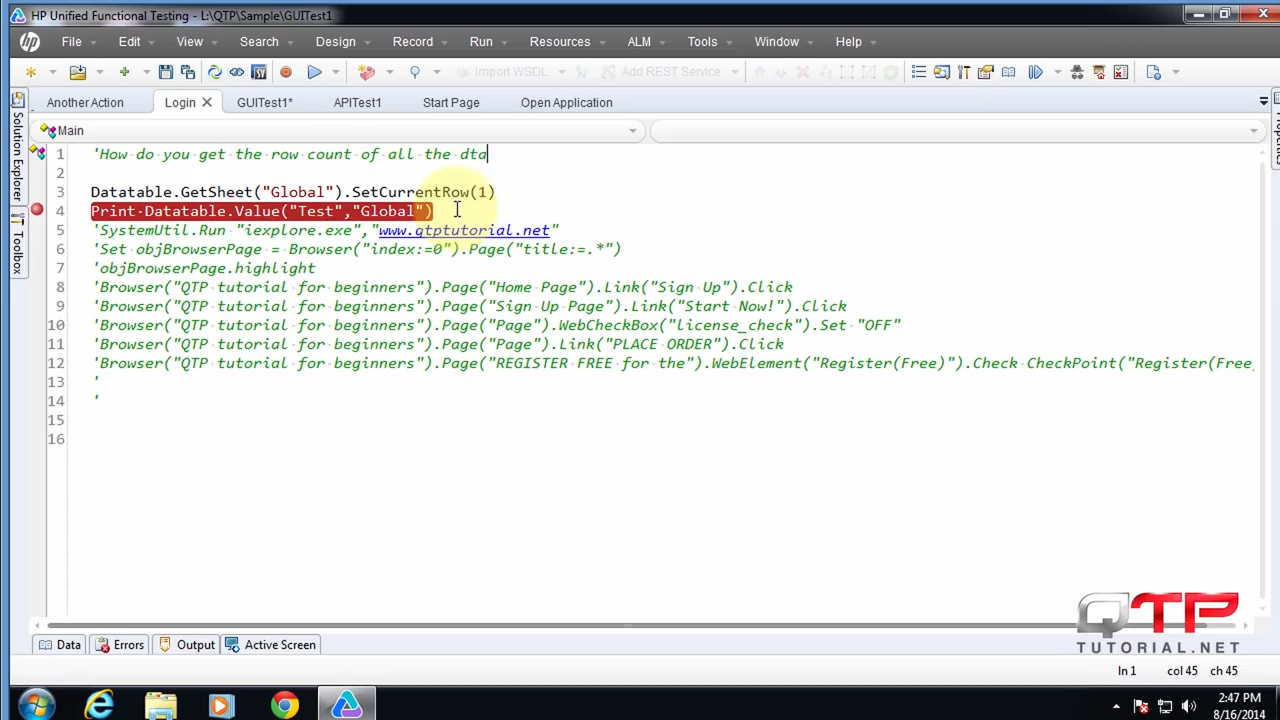 HP Unified Functional Testing - L:\QTP\Sample\GUITest1
File Edit View Search Design Record Run Resources ALM Tools Window Help
Import WSDL Add REST Service
Another Action Login GUITest1* APITest1 Start Page Open Application
Main
Solution Explorer
Toolbox
1 'How do you get the row count of all the dta
2
3 Datatable.GetSheet("Global").SetCurrentRow(1)
4 Print Datatable.Value("Test","Global")
5 'SystemUtil.Run "iexplore.exe","www.qtptutorial.net"
6 'Set objBrowserPage = Browser("index:=0").Page("title:=.*")
7 'objBrowserPage.highlight
8 'Browser("QTP tutorial for beginners").Page("Home Page").Link("Sign Up").Click
9 'Browser("QTP tutorial for beginners").Page("Sign Up Page").Link("Start Now!").Click
10 'Browser("QTP tutorial for beginners").Page("Page").WebCheckBox("license_check").Set "OFF"
11 'Browser("QTP tutorial for beginners").Page("Page").Link("PLACE ORDER").Click
12 'Browser("QTP tutorial for beginners").Page("REGISTER FREE for the").WebElement("Register(Free)").Check CheckPoint("Register(Free
13 '
14 '
15
16
QTP
TUTORIAL.NET
Data Errors Output Active Screen
ln 1 col 45 ch 45
2:47 PM
8/16/2014